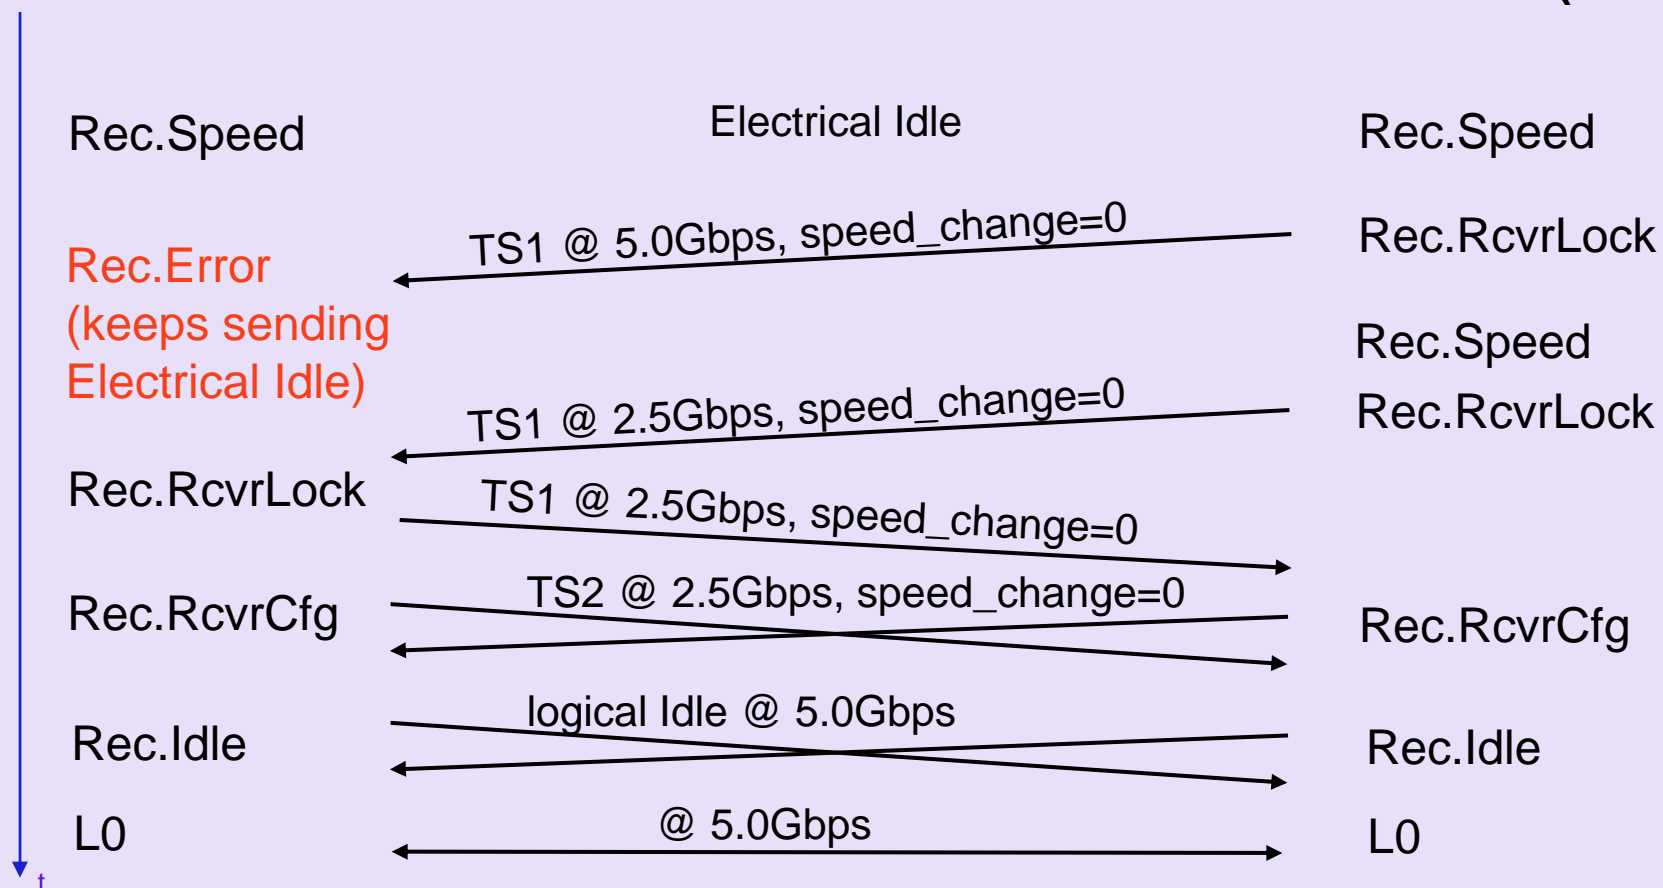 (
Rec.Speed Electrical Idle Rec.Speed
TS1 @ 5.0Gbps, speed_change=0 Rec.RcvrLock
Rec.Error
(keeps sending
Electrical Idle)
Rec.Speed
TS1 @ 2.5Gbps, speed_change=0 Rec.RcvrLock
Rec.RcvrLock TS1 @ 2.5Gbps, speed_change=0
Rec.RcvrCfg TS2 @ 2.5Gbps, speed_change=0 Rec.RcvrCfg
Rec.Idle logical Idle @ 5.0Gbps Rec.Idle
L0 @ 5.0Gbps L0
t